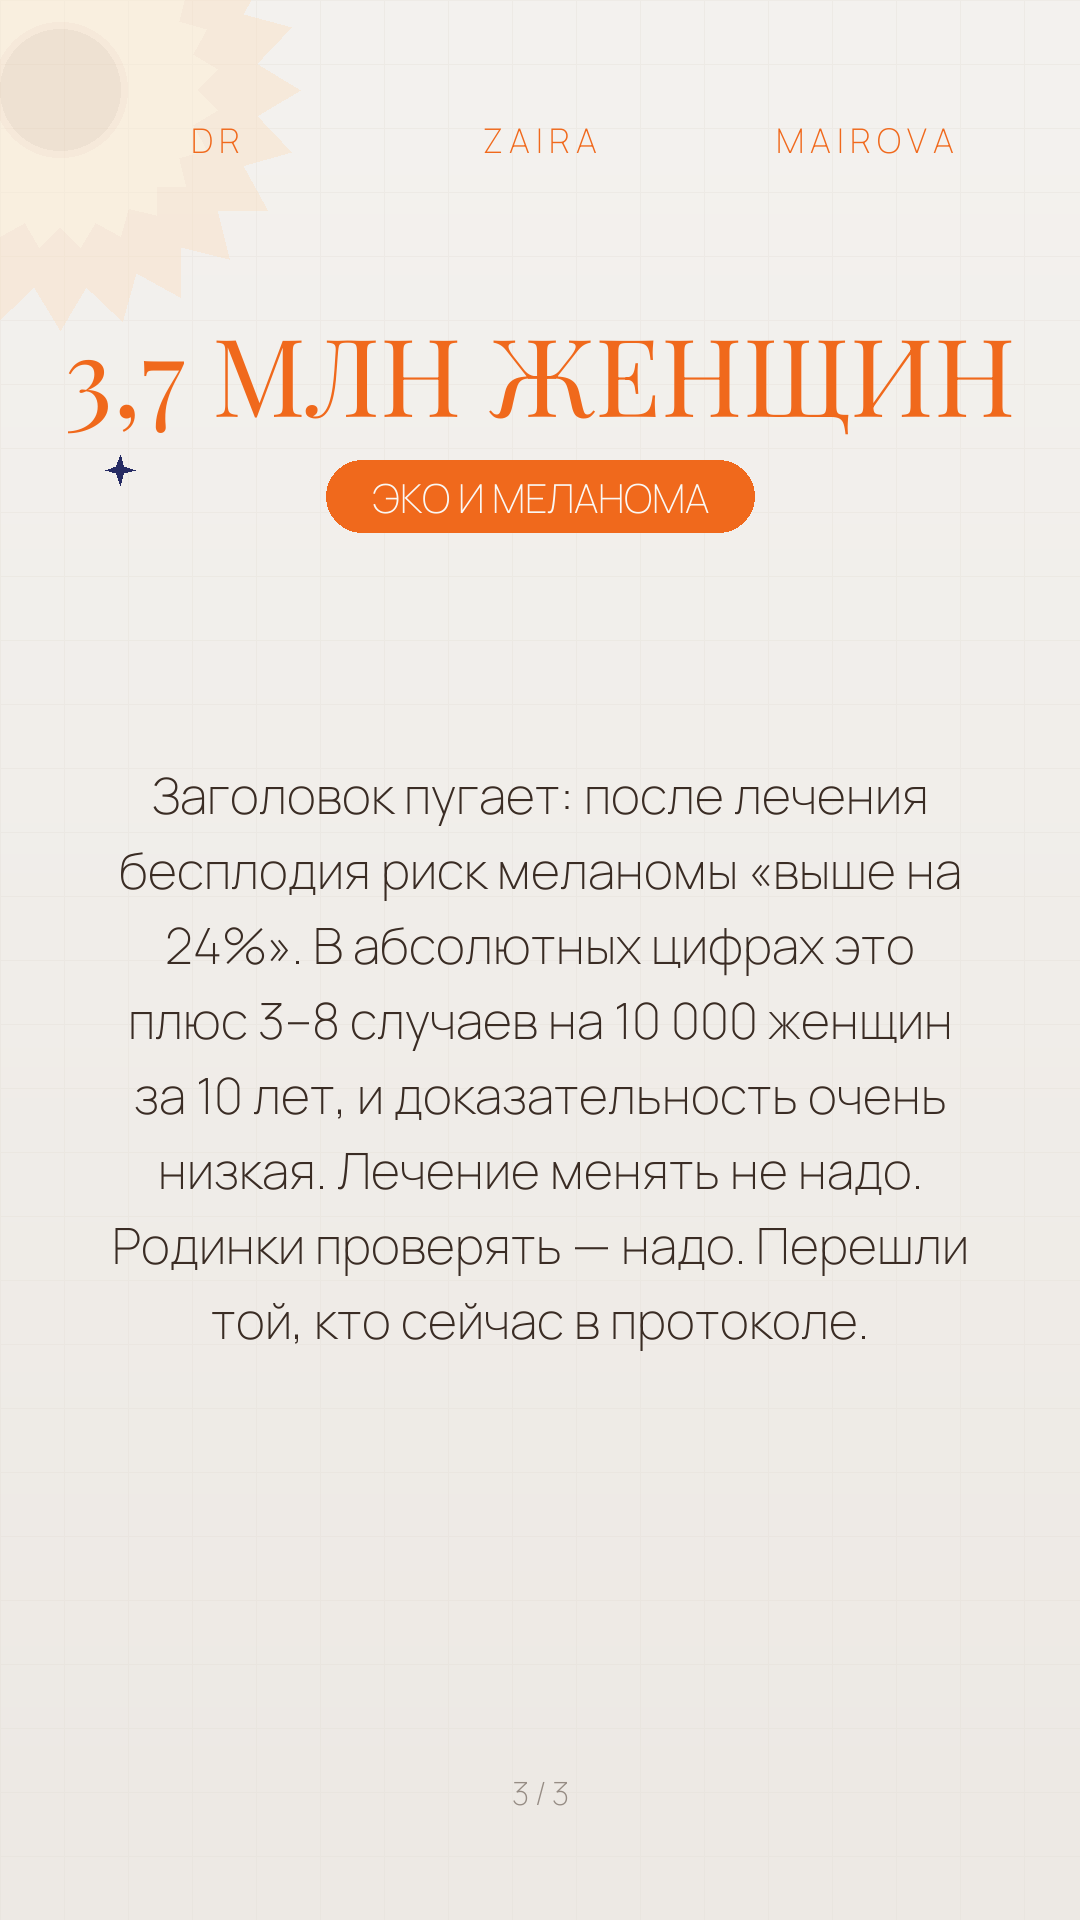 DR ZAIRA MAIROVA
3,7 МЛН ЖЕНЩИН
ЭКО И МЕЛАНОМА
Заголовок пугает: после лечения
бесплодия риск меланомы «выше на
24%». В абсолютных цифрах это
плюс 3–8 случаев на 10 000 женщин
за 10 лет, и доказательность очень
низкая. Лечение менять не надо.
Родинки проверять — надо. Перешли
той, кто сейчас в протоколе.
3 / 3